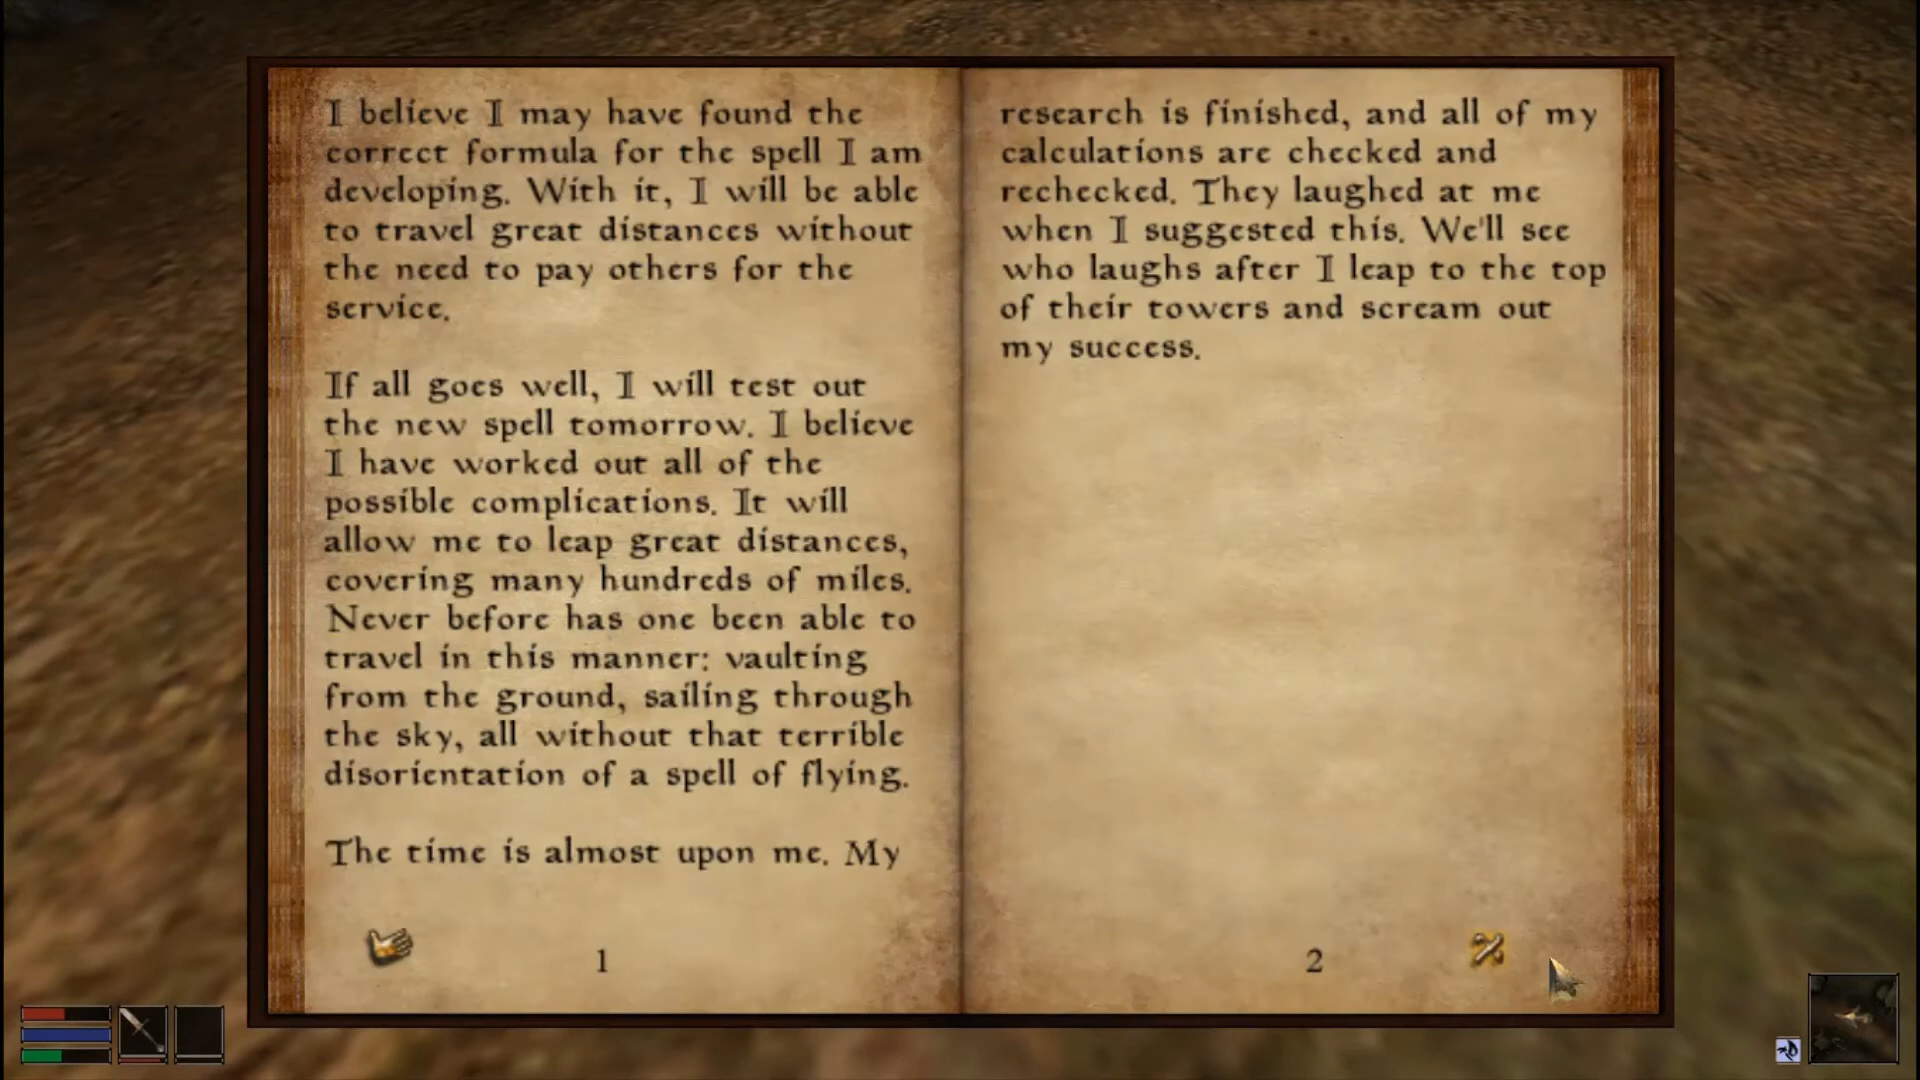 I believe I may have found the
correct formula for the spell I am
developing. With it, I will be able
to travel great distances without
the need to pay others for the
service.
If all goes well, I will test out
the new spell tomorrow. I believe
I have worked out all of the
possible complications. It will
allow me to leap great distances,
covering many hundreds of miles.
Never before has one been able to
travel in this manner: vaulting
from the ground, sailing through
the sky, all without that terrible
disorientation of a spell of flying.
The time is almost upon me. My
1
research is finished, and all of my
calculations are checked and
rechecked. They laughed at me
when I suggested this. We'll see
who laughs after I leap to the top
of their towers and scream out
my success.
2